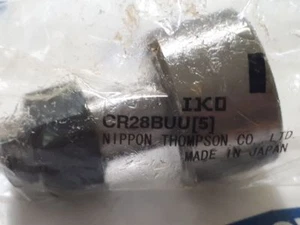 IKO
CR28BUU[5]
NIPPON THOMPSON CO. LTD.
MADE IN JAPAN